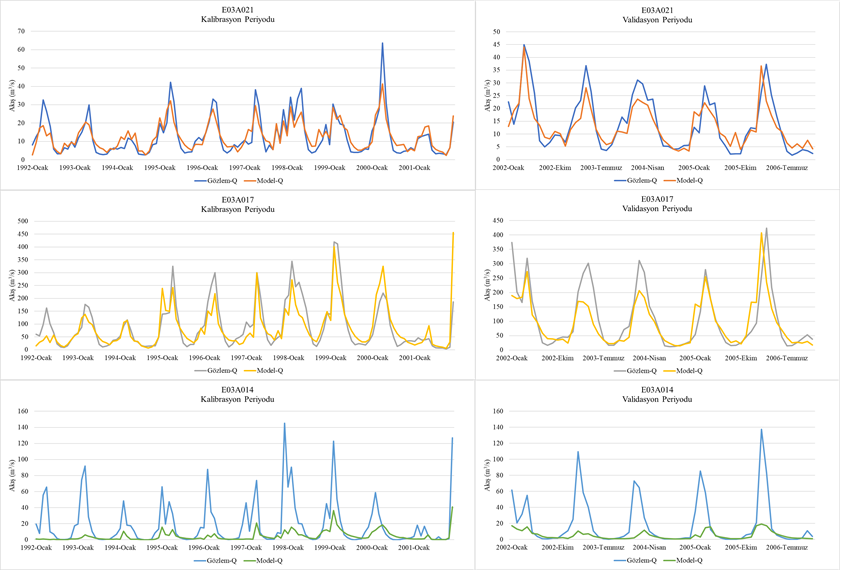 E03A021
Kalibrasyon Periyodu
Akış (m³/s)
70
60
50
40
30
20
10
0
1992-Ocak 1993-Ocak 1994-Ocak 1995-Ocak 1996-Ocak 1997-Ocak 1998-Ocak 1999-Ocak 2000-Ocak 2001-Ocak
Gözlem-Q Model-Q
E03A021
Validasyon Periyodu
Akış (m³/s)
50
45
40
35
30
25
20
15
10
5
0
2002-Ocak 2002-Ekim 2003-Temmuz 2004-Nisan 2005-Ocak 2005-Ekim 2006-Temmuz
Gözlem-Q Model-Q
E03A017
Kalibrasyon Periyodu
Akış (m³/s)
500
450
400
350
300
250
200
150
100
50
0
1992-Ocak 1993-Ocak 1994-Ocak 1995-Ocak 1996-Ocak 1997-Ocak 1998-Ocak 1999-Ocak 2000-Ocak 2001-Ocak
Gözlem-Q Model-Q
E03A017
Validasyon Periyodu
Akış (m³/s)
450
400
350
300
250
200
150
100
50
0
2002-Ocak 2002-Ekim 2003-Temmuz 2004-Nisan 2005-Ocak 2005-Ekim 2006-Temmuz
Gözlem-Q Model-Q
E03A014
Kalibrasyon Periyodu
Akış (m³/s)
160
140
120
100
80
60
40
20
0
1992-Ocak 1993-Ocak 1994-Ocak 1995-Ocak 1996-Ocak 1997-Ocak 1998-Ocak 1999-Ocak 2000-Ocak 2001-Ocak
Gözlem-Q Model-Q
E03A014
Validasyon Periyodu
Akış (m³/s)
160
140
120
100
80
60
40
20
0
2002-Ocak 2002-Ekim 2003-Temmuz 2004-Nisan 2005-Ocak 2005-Ekim 2006-Temmuz
Gözlem-Q Model-Q